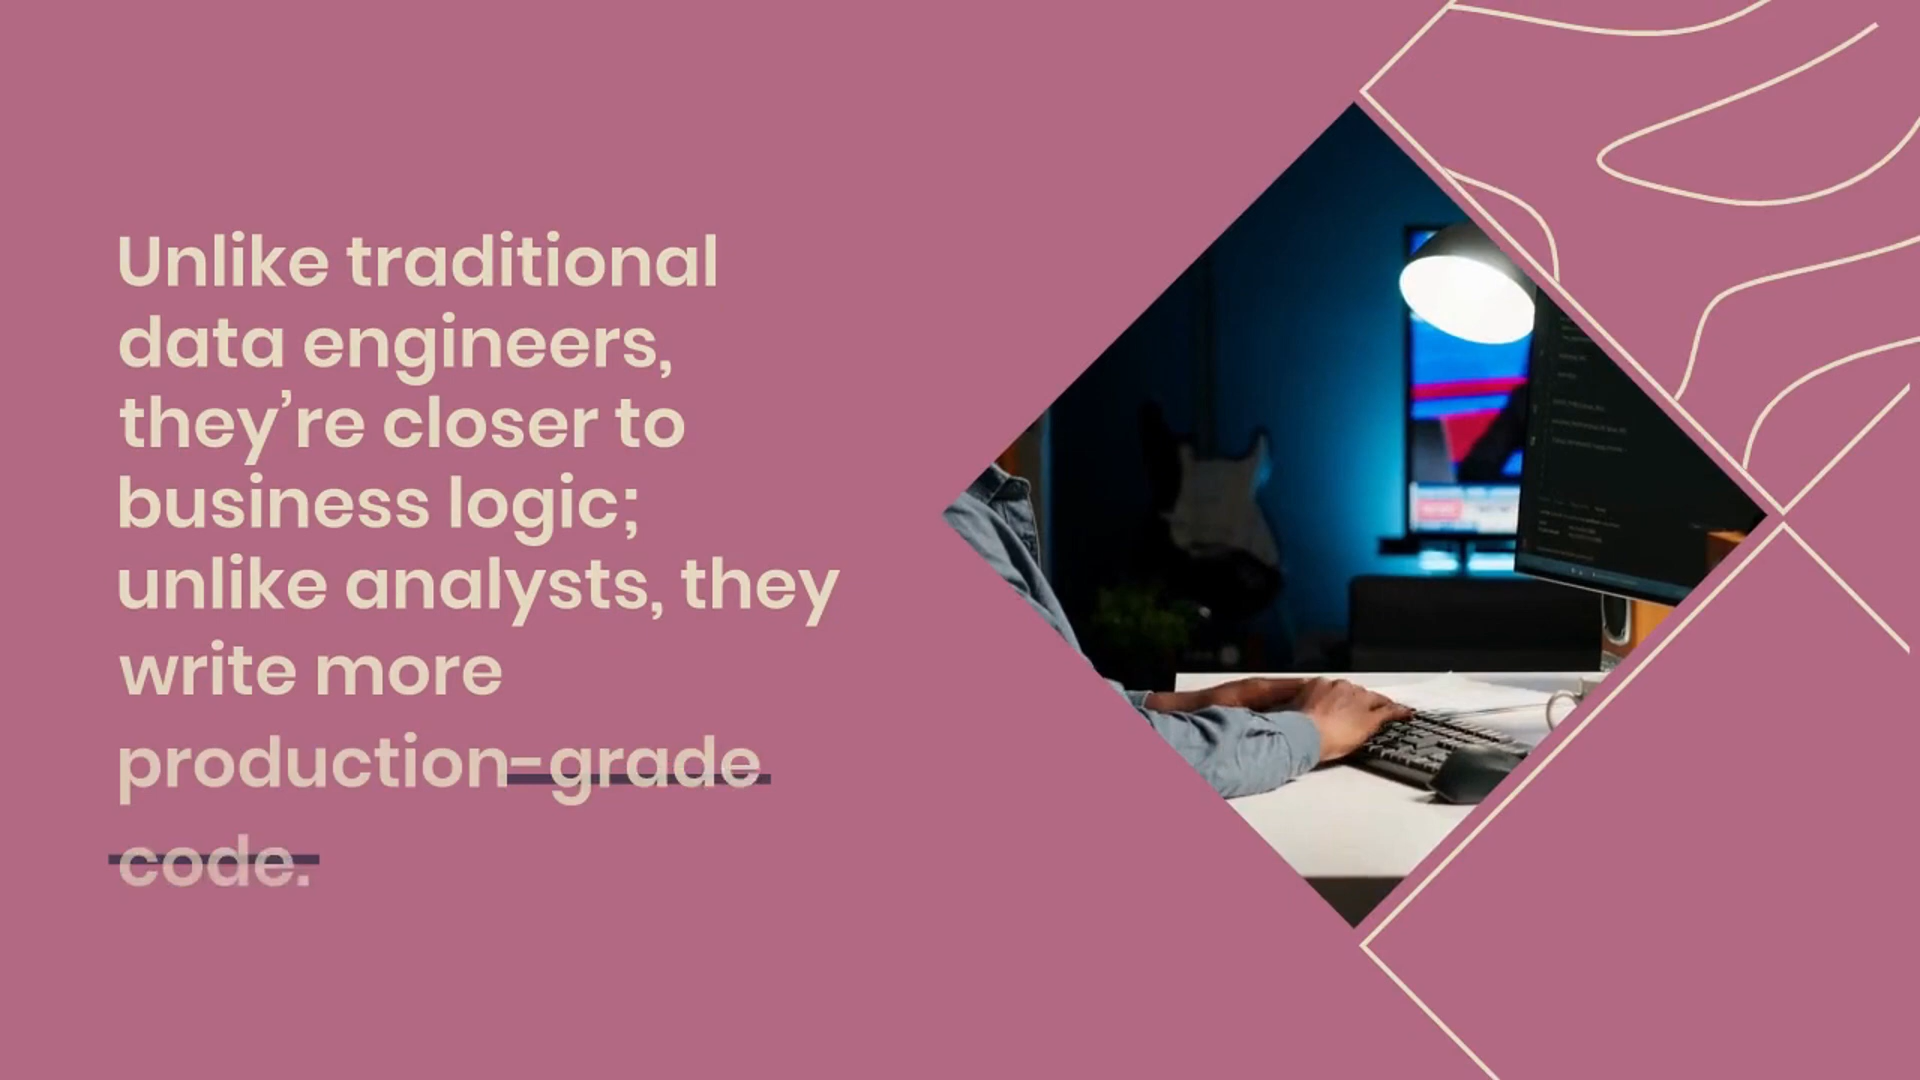 Unlike traditional
data engineers,
they’re closer to
business logic;
unlike analysts, they
write more
production-grade
code.